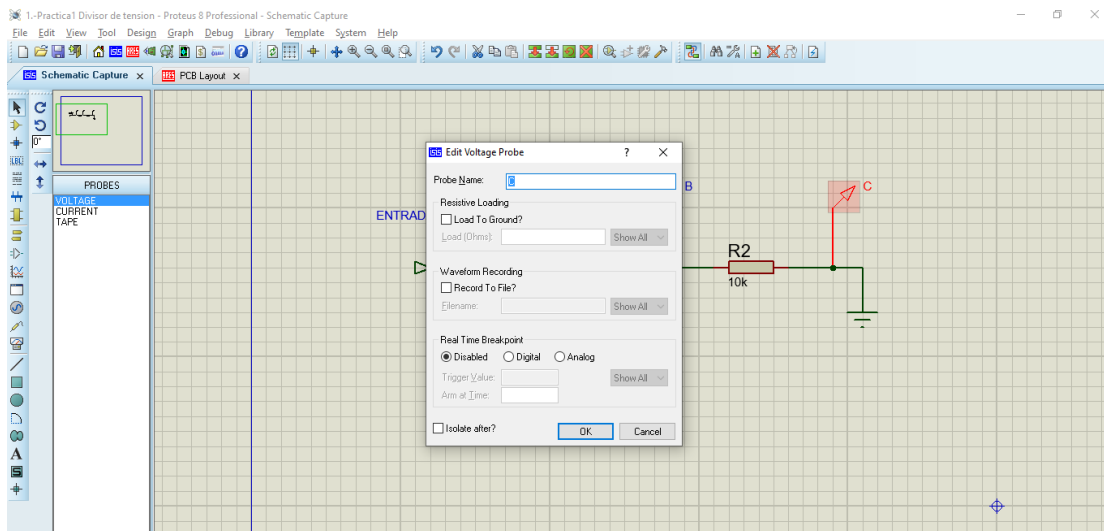 1.-Practica1 Divisor de tension - Proteus 8 Professional - Schematic Capture
File Edit View Tool Design Graph Debug Library Template System Help
Schematic Capture
PCB Layout
0°
LBL
A
S
PROBES
VOLTAGE
CURRENT
TAPE
ENTRAD
B
C
R2
10k
Edit Voltage Probe
Probe Name: C
Resistive Loading
Load To Ground?
Load (Ohms): Show All
Waveform Recording
Record To File?
Filename: Show All
Real Time Breakpoint
Disabled Digital Analog
Trigger Value: Show All
Arm at Time:
Isolate after?
OK Cancel